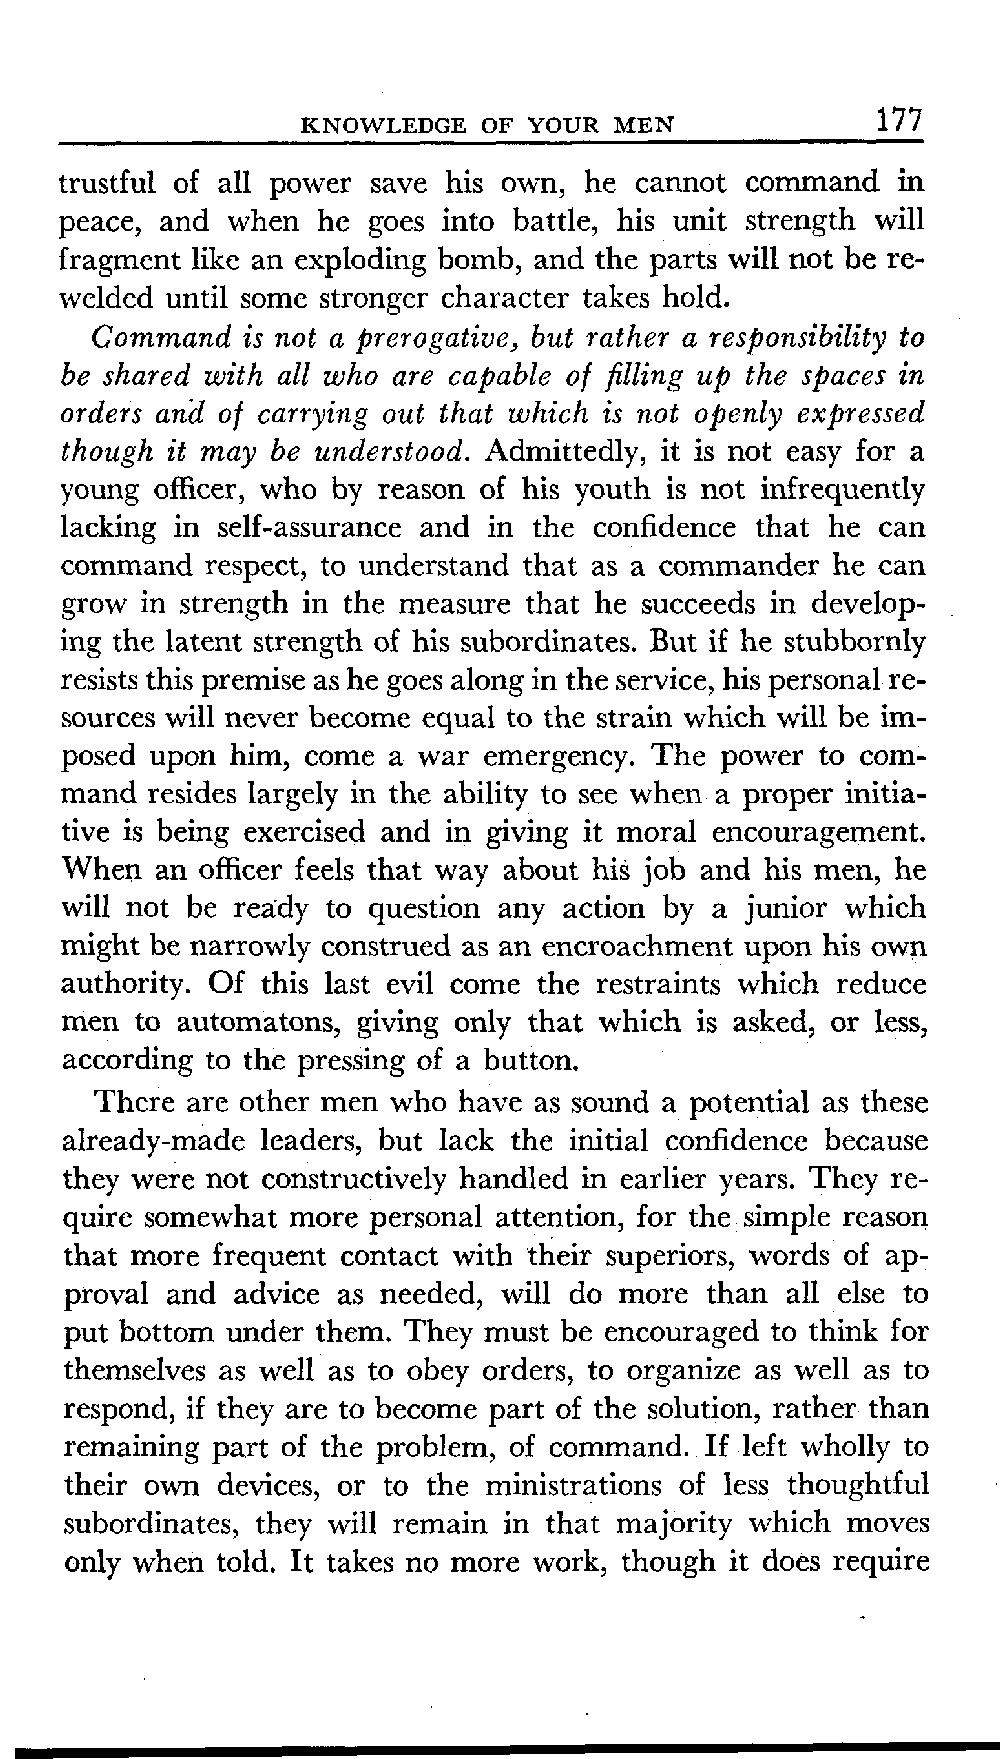 KNOWLEDGE OF YOUR MEN 177
trustful of all power save his own, he cannot command in
peace, and when he goes into battle, his unit strength will
fragment like an exploding bomb, and the parts will not be re-
welded until some stronger character takes hold.
Command is not a prerogative, but rather a responsibility to
be shared with all who are capable of filling up the spaces in
orders and of carrying out that which is not openly expressed
though it may be understood. Admittedly, it is not easy for a
young officer, who by reason of his youth is not infrequently
lacking in self-assurance and in the confidence that he can
command respect, to understand that as a commander he can
grow in strength in the measure that he succeeds in develop-
ing the latent strength of his subordinates. But if he stubbornly
resists this premise as he goes along in the service, his personal re-
sources will never become equal to the strain which will be im-
posed upon him, come a war emergency. The power to com-
mand resides largely in the ability to see when a proper initia-
tive is being exercised and in giving it moral encouragement.
When an officer feels that way about his job and his men, he
will not be ready to question any action by a junior which
might be narrowly construed as an encroachment upon his own
authority. Of this last evil come the restraints which reduce
men to automatons, giving only that which is asked, or less,
according to the pressing of a button.
There are other men who have as sound a potential as these
already-made leaders, but lack the initial confidence because
they were not constructively handled in earlier years. They re-
quire somewhat more personal attention, for the simple reason
that more frequent contact with their superiors, words of ap-
proval and advice as needed, will do more than all else to
put bottom under them. They must be encouraged to think for
themselves as well as to obey orders, to organize as well as to
respond, if they are to become part of the solution, rather than
remaining part of the problem, of command. If left wholly to
their own devices, or to the ministrations of less thoughtful
subordinates, they will remain in that majority which moves
only when told. It takes no more work, though it does require